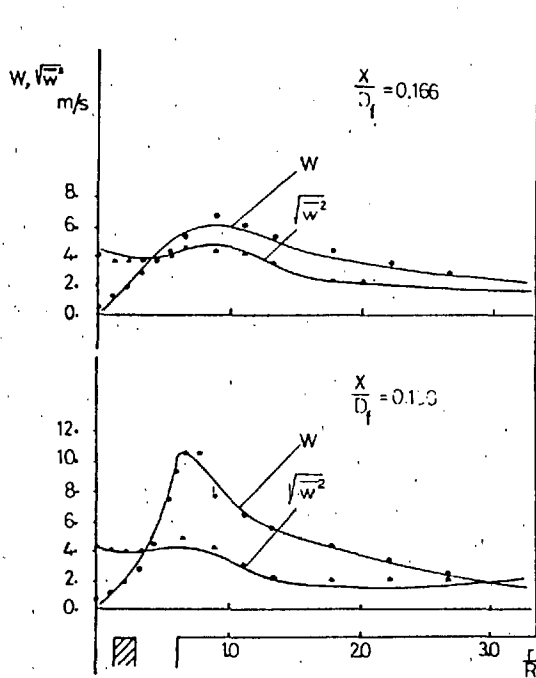 W, √w̅²
m/s
X/D_f = 0.166
W
√w̅²
8.
6.
4.
2.
0.
X/D_f
12.
10.
8.
6.
4.
2.
0.
W
√w̅²
1.0
2.0
3.0
r/R